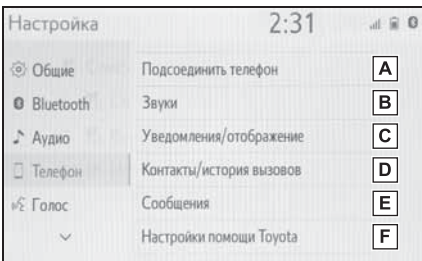 Настройка 2:31
Общие
Bluetooth
Аудио
Телефон
Голос
Подсоединить телефон A
Звуки B
Уведомления/отображение C
Контакты/история вызовов D
Сообщения E
Настройки помощи Toyota F